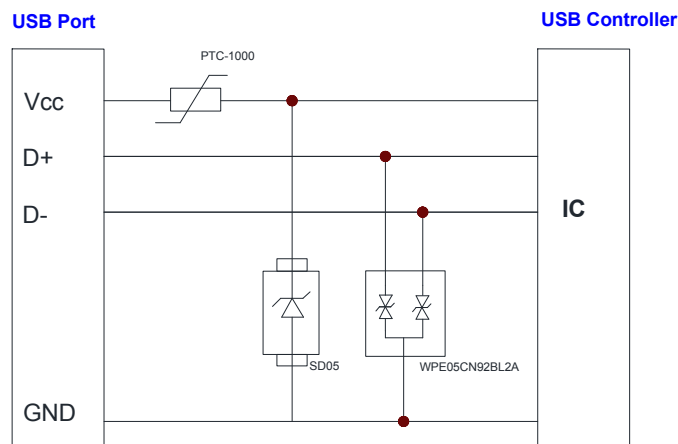 USB Port
USB Controller
PTC-1000
Vcc
D+
D-
IC
SD05
WPE05CN92BL2A
GND